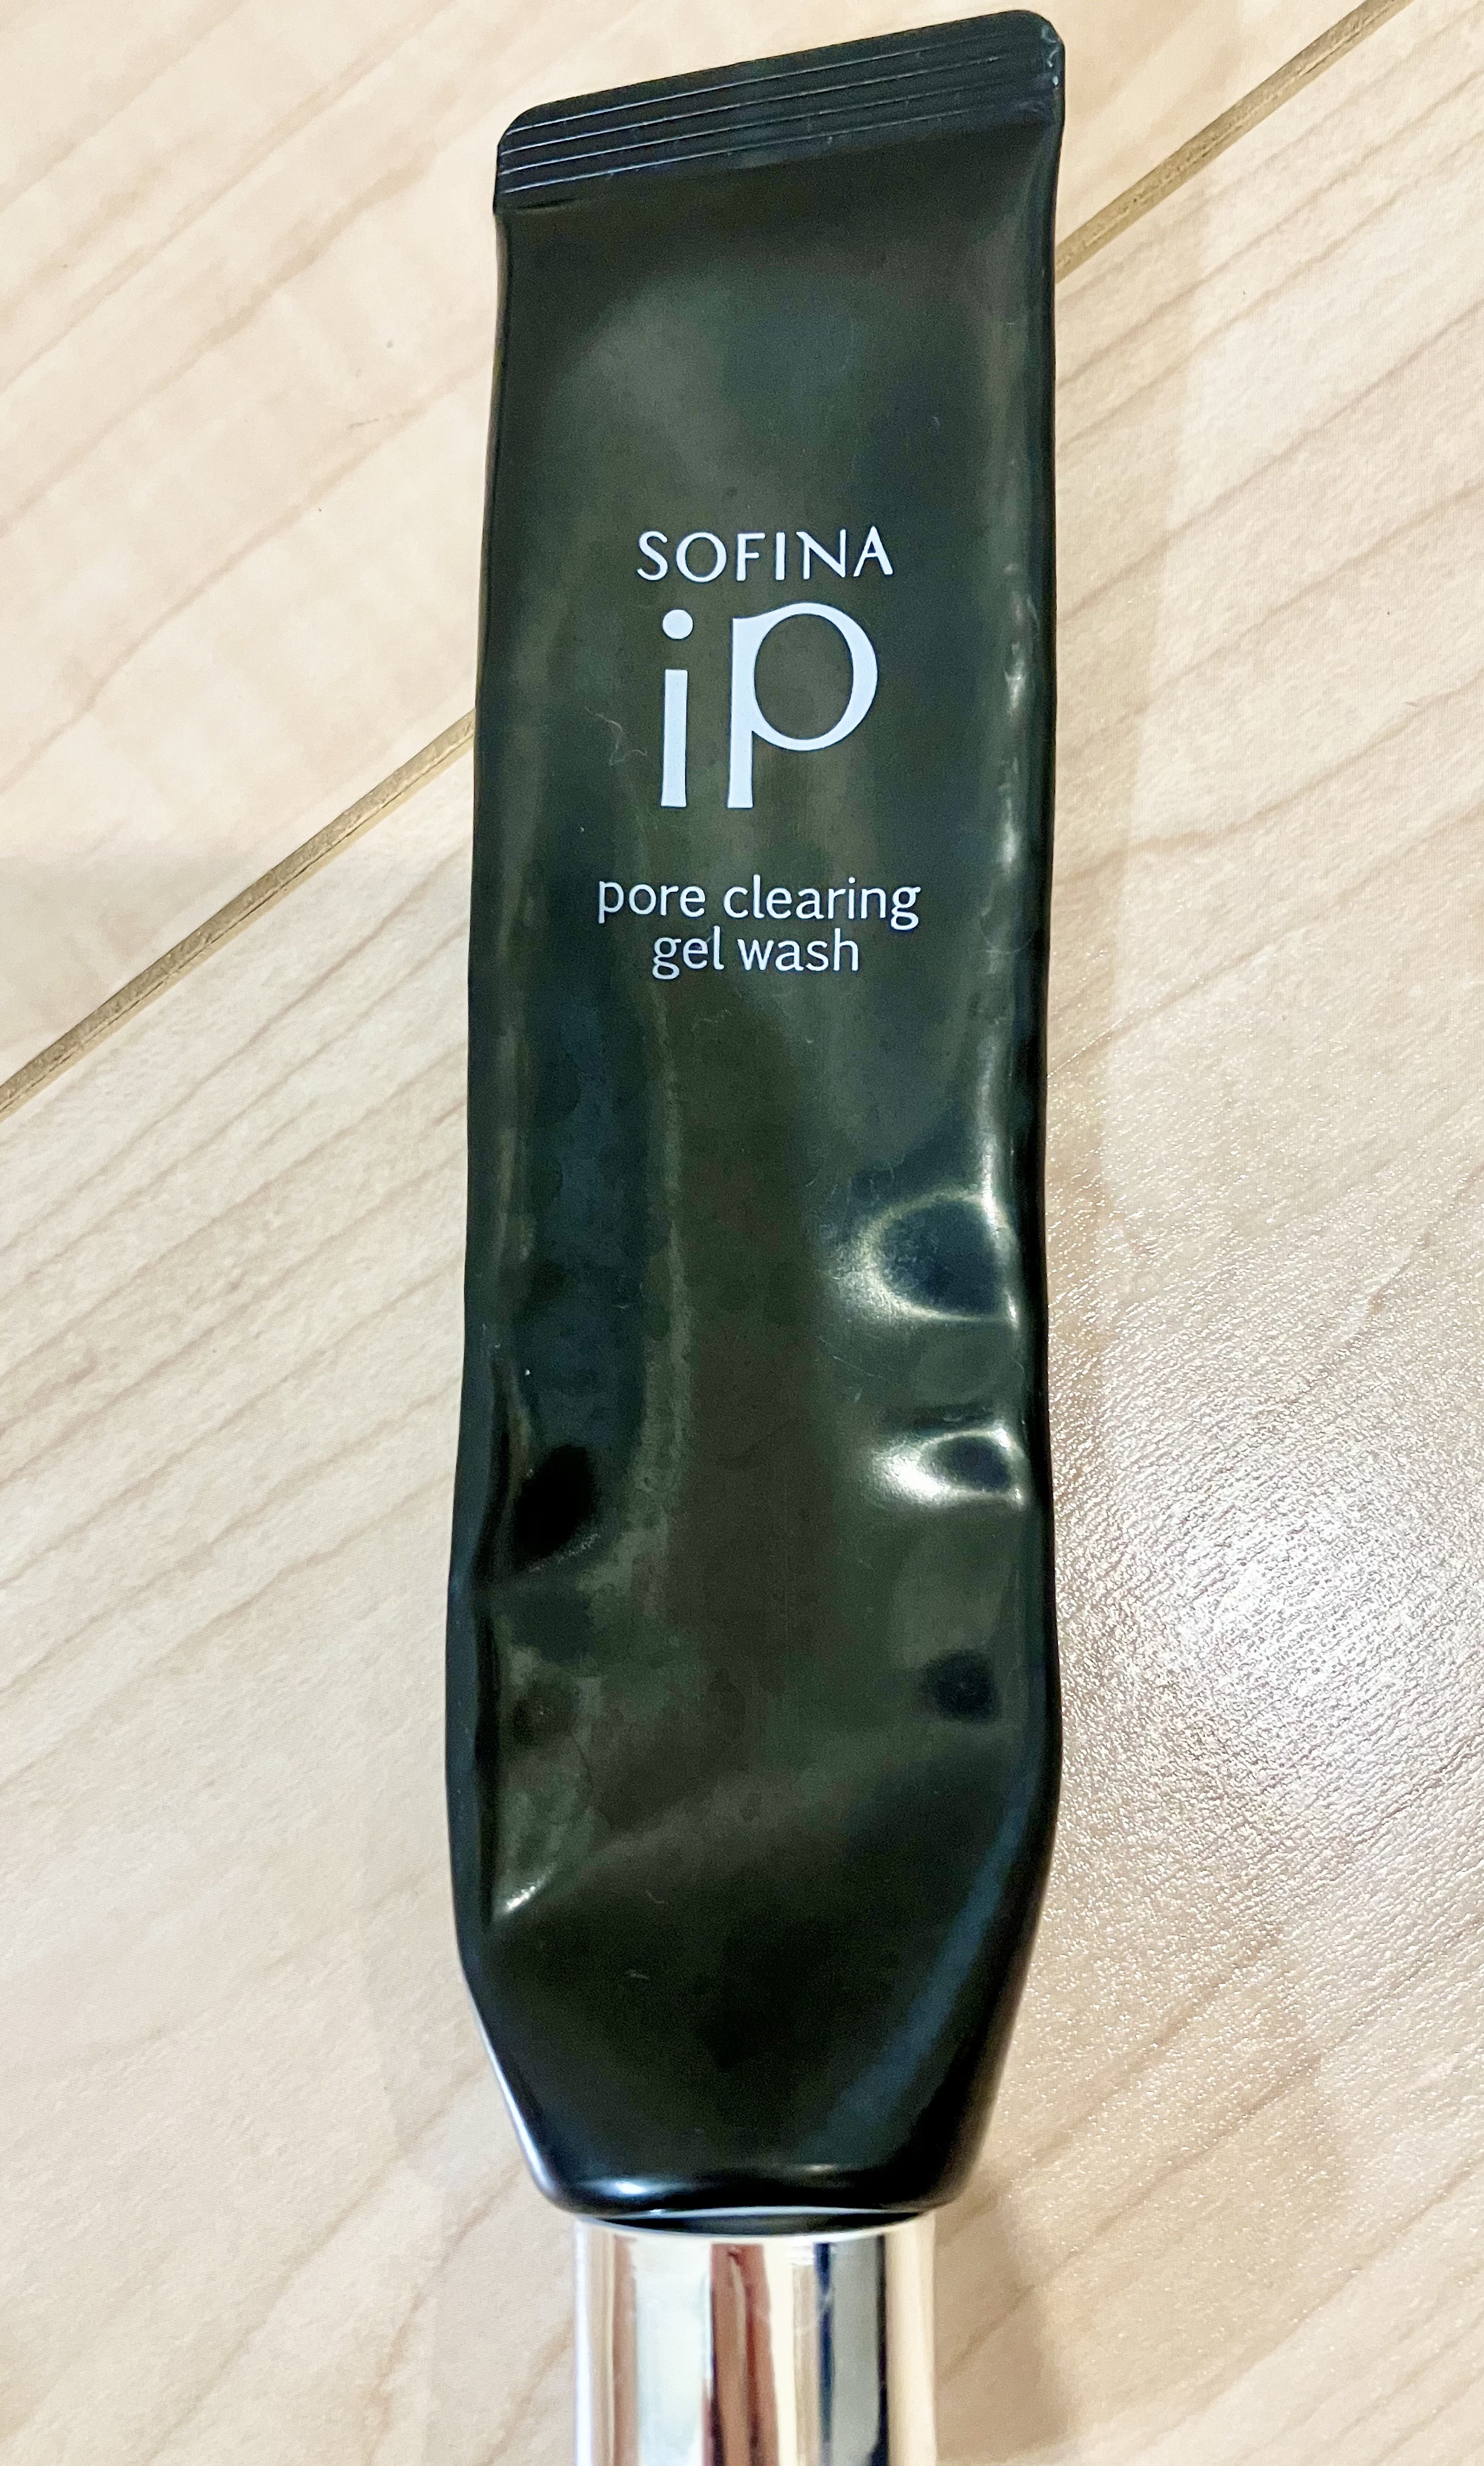 SOFINA
iP
pore clearing
gel wash